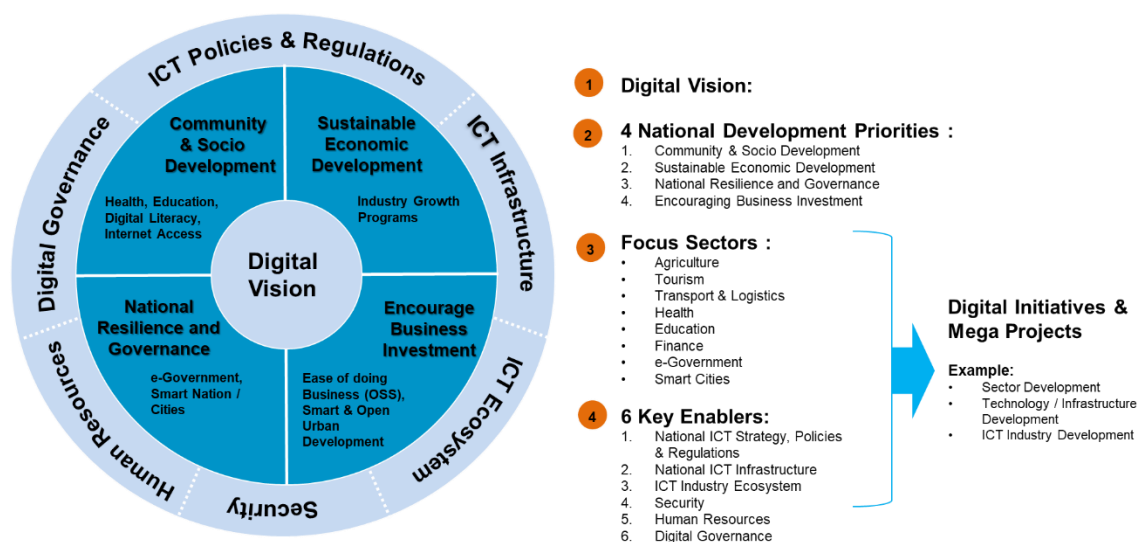 ICT Policies & Regulations
ICT Infrastructure
ICT Ecosystem
Security
Human Resources
Digital Governance
Community
& Socio
Development
Health, Education,
Digital Literacy,
Internet Access
Sustainable
Economic
Development
Industry Growth
Programs
Digital
Vision
National
Resilience and
Governance
e-Government,
Smart Nation /
Cities
Encourage
Business
Investment
Ease of doing
Business (OSS),
Smart & Open
Urban
Development
1 Digital Vision:
2 4 National Development Priorities :
1. Community & Socio Development
2. Sustainable Economic Development
3. National Resilience and Governance
4. Encouraging Business Investment
3 Focus Sectors :
• Agriculture
• Tourism
• Transport & Logistics
• Health
• Education
• Finance
• e-Government
• Smart Cities
4 6 Key Enablers:
1. National ICT Strategy, Policies
& Regulations
2. National ICT Infrastructure
3. ICT Industry Ecosystem
4. Security
5. Human Resources
6. Digital Governance
Digital Initiatives &
Mega Projects
Example:
• Sector Development
• Technology / Infrastructure
Development
• ICT Industry Development